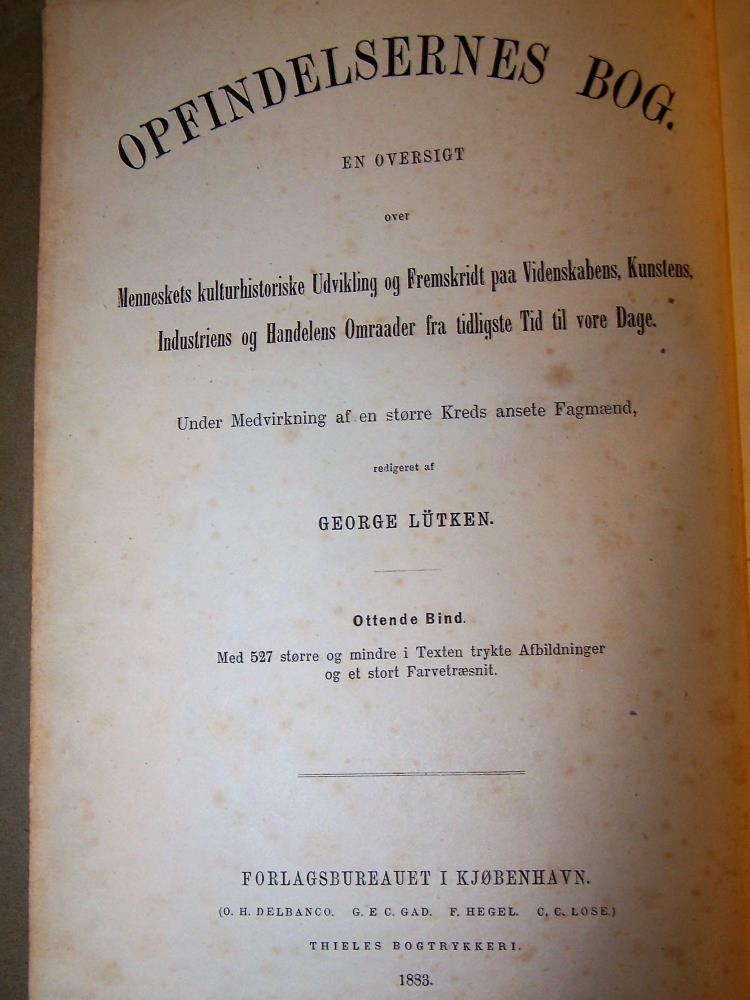 OPFINDELSERNES BOG.
EN OVERSIGT
over
Menneskets kulturhistoriske Udvikling og Fremskridt paa Videnskabens, Kunstens,
Industriens og Handelens Omraader fra tidligste Tid til vore Dage.
Under Medvirkning af en større Kreds ansete Fagmænd,
redigeret af
GEORGE LÜTKEN.
Ottende Bind.
Med 527 større og mindre i Texten trykte Afbildninger
og et stort Farvetræsnit.
FORLAGSBUREAUET I KJØBENHAVN.
(O. H. DELBANCO. G. E C. GAD. F. HEGEL. C. C. LOSE.)
THIELES BOGTRYKKERI.
1883.